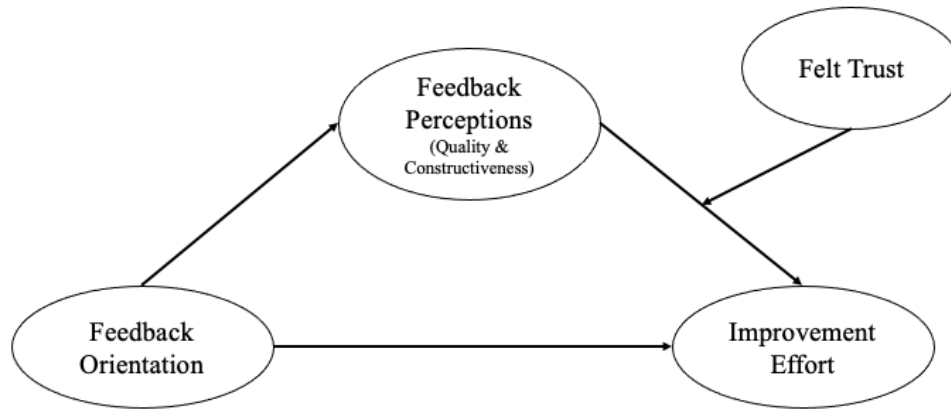 Felt Trust
Feedback
Perceptions
(Quality &
Constructiveness)
Feedback
Orientation
Improvement
Effort